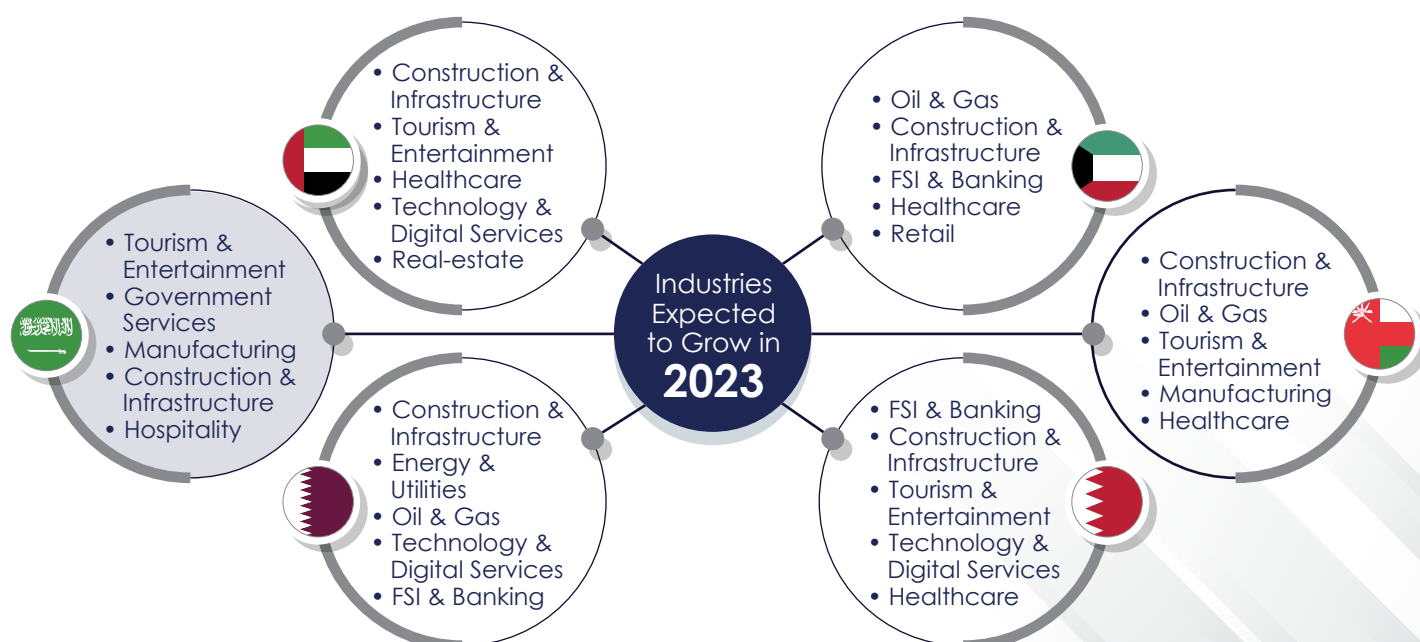 • Construction &
Infrastructure
• Tourism &
Entertainment
• Healthcare
• Technology &
Digital Services
• Real-estate
• Oil & Gas
• Construction &
Infrastructure
• FSI & Banking
• Healthcare
• Retail
• Tourism &
Entertainment
• Government
Services
• Manufacturing
• Construction &
Infrastructure
• Hospitality
Industries
Expected
to Grow in
2023
• Construction &
Infrastructure
• Oil & Gas
• Tourism &
Entertainment
• Manufacturing
• Healthcare
• Construction &
Infrastructure
• Energy &
Utilities
• Oil & Gas
• Technology &
Digital Services
• FSI & Banking
• FSI & Banking
• Construction &
Infrastructure
• Tourism &
Entertainment
• Technology &
Digital Services
• Healthcare